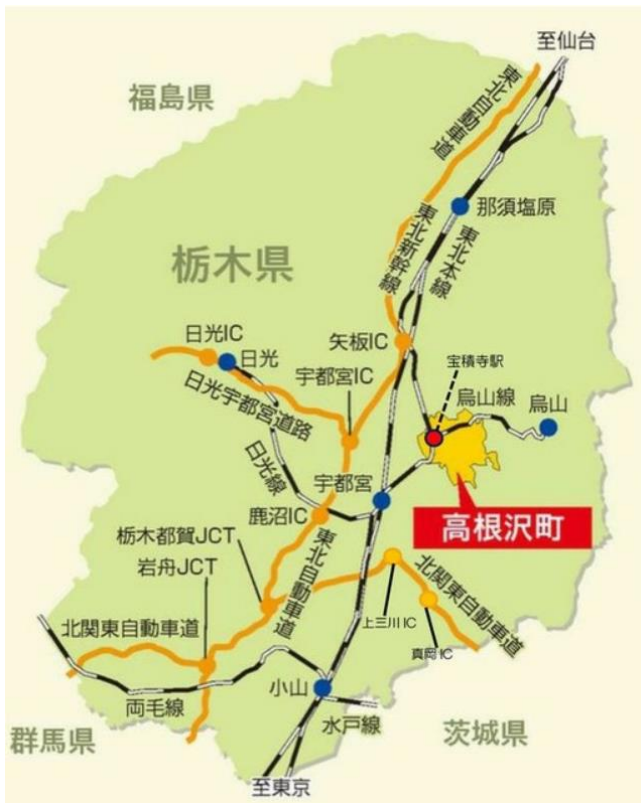 至仙台
福島県
東北自動車道
那須塩原
東北新幹線
東北本線
栃木県
日光IC
日光
矢板IC
宝積寺駅
宇都宮IC
烏山線
烏山
日光宇都宮道路
日光線
宇都宮
高根沢町
鹿沼IC
栃木都賀JCT
岩舟JCT
東北自動車道
北関東自動車道
上三川IC
真岡IC
北関東自動車道
小山
両毛線
水戸線
群馬県
茨城県
至東京